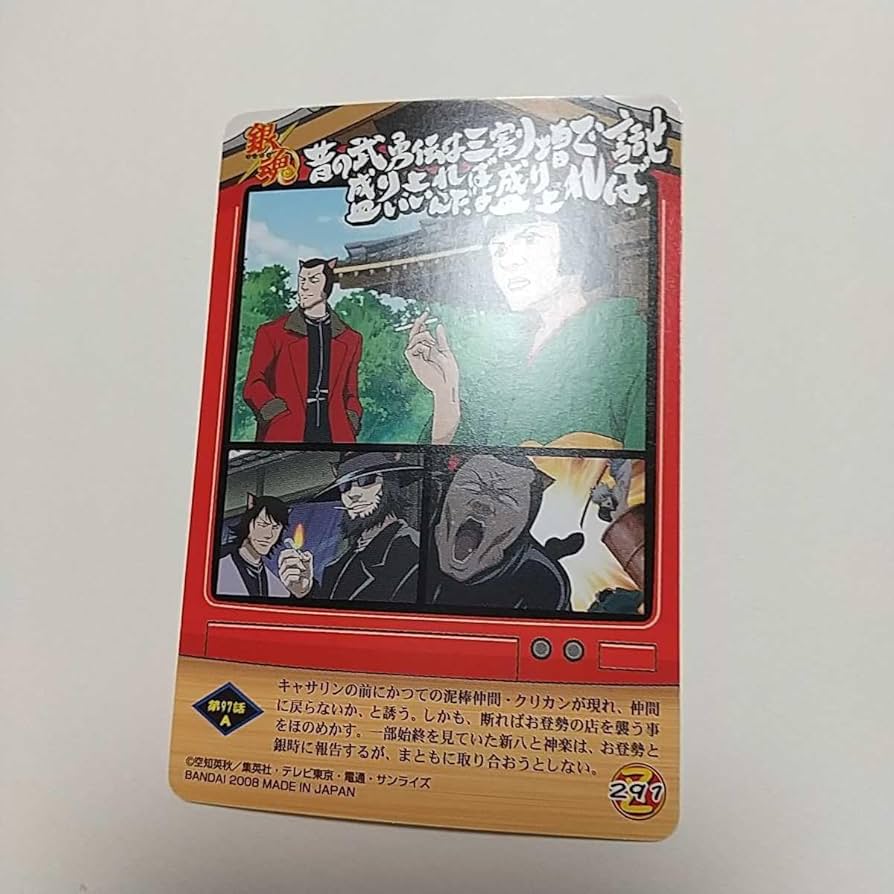 銀魂
昔の武勇伝は三割増で話せ
盛り上がれば盛り上がれば
いいんだよ
第97話
A
キャサリンの前にかつての泥棒仲間・クリカンが現れ、仲間
に戻らないか、と誘う。しかも、断ればお登勢の店を襲う事
をほのめかす。一部始終を見ていた新八と神楽は、お登勢と
銀時に報告するが、まともに取り合おうとしない。
©空知英秋／集英社・テレビ東京・電通・サンライズ
BANDAI 2008 MADE IN JAPAN
291